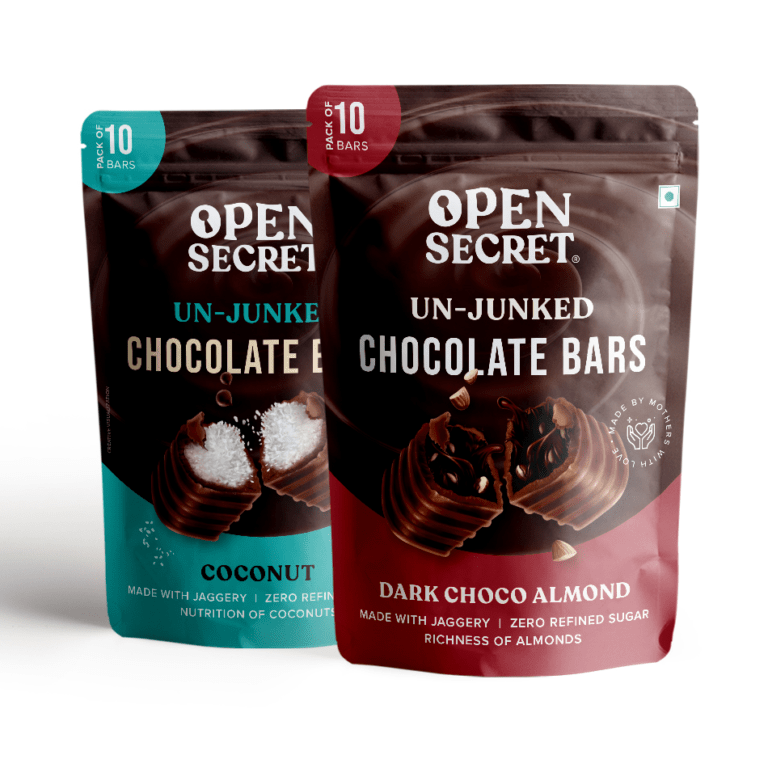 PACK OF
10
BARS
OPEN
SECRET
UN-JUNKE
CHOCOLATE B
COCONUT
MADE WITH JAGGERY | ZERO REFIN
NUTRITION OF COCONUTS
PACK OF
10
BARS
OPEN
SECRET®
UN-JUNKED
CHOCOLATE BARS
MADE BY MOTHERS WITH LOVE
DARK CHOCO ALMOND
MADE WITH JAGGERY | ZERO REFINED SUGAR
RICHNESS OF ALMONDS